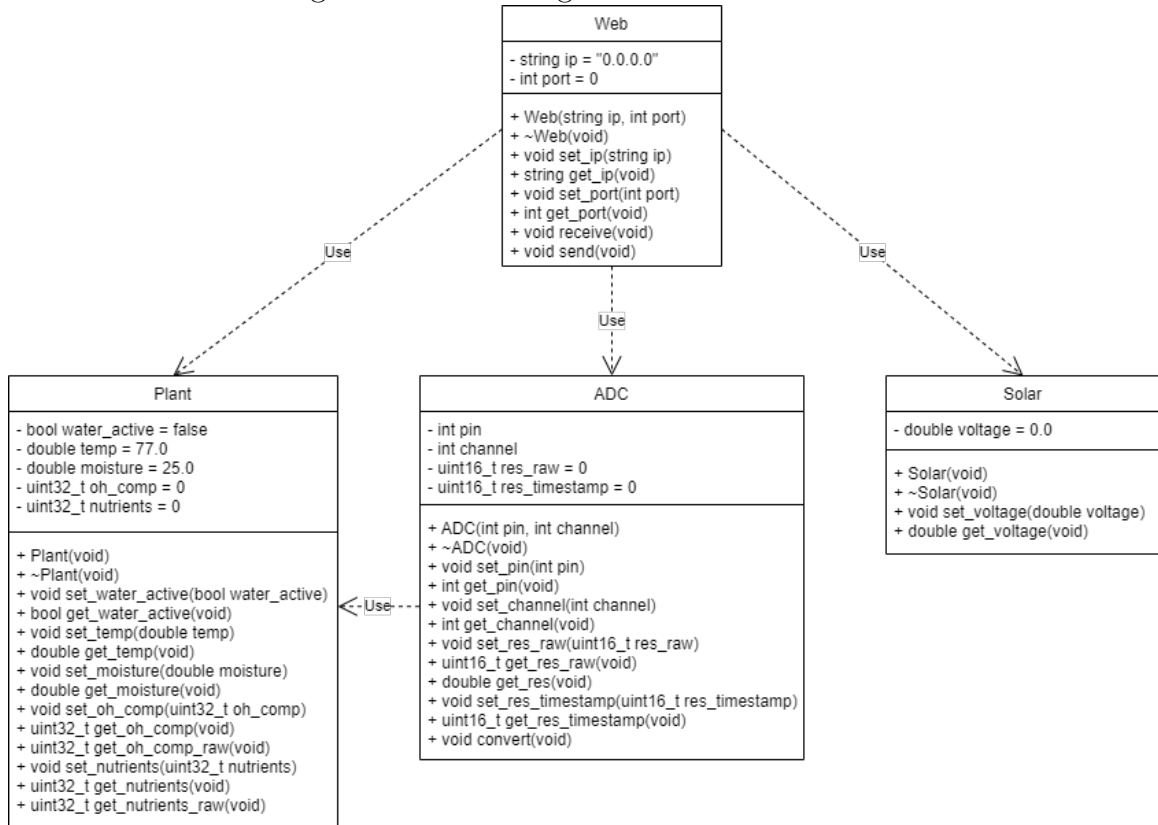 Web
- string ip = "0.0.0.0"
- int port = 0
+ Web(string ip, int port)
+ ~Web(void)
+ void set_ip(string ip)
+ string get_ip(void)
+ void set_port(int port)
+ int get_port(void)
+ void receive(void)
+ void send(void)
Use
Use
Use
Plant
- bool water_active = false
- double temp = 77.0
- double moisture = 25.0
- uint32_t oh_comp = 0
- uint32_t nutrients = 0
+ Plant(void)
+ ~Plant(void)
+ void set_water_active(bool water_active)
+ bool get_water_active(void)
+ void set_temp(double temp)
+ double get_temp(void)
+ void set_moisture(double moisture)
+ double get_moisture(void)
+ void set_oh_comp(uint32_t oh_comp)
+ uint32_t get_oh_comp(void)
+ uint32_t get_oh_comp_raw(void)
+ void set_nutrients(uint32_t nutrients)
+ uint32_t get_nutrients(void)
+ uint32_t get_nutrients_raw(void)
Use
ADC
- int pin
- int channel
- uint16_t res_raw = 0
- uint16_t res_timestamp = 0
+ ADC(int pin, int channel)
+ ~ADC(void)
+ void set_pin(int pin)
+ int get_pin(void)
+ void set_channel(int channel)
+ int get_channel(void)
+ void set_res_raw(uint16_t res_raw)
+ uint16_t get_res_raw(void)
+ double get_res(void)
+ void set_res_timestamp(uint16_t res_timestamp)
+ uint16_t get_res_timestamp(void)
+ void convert(void)
Solar
- double voltage = 0.0
+ Solar(void)
+ ~Solar(void)
+ void set_voltage(double voltage)
+ double get_voltage(void)